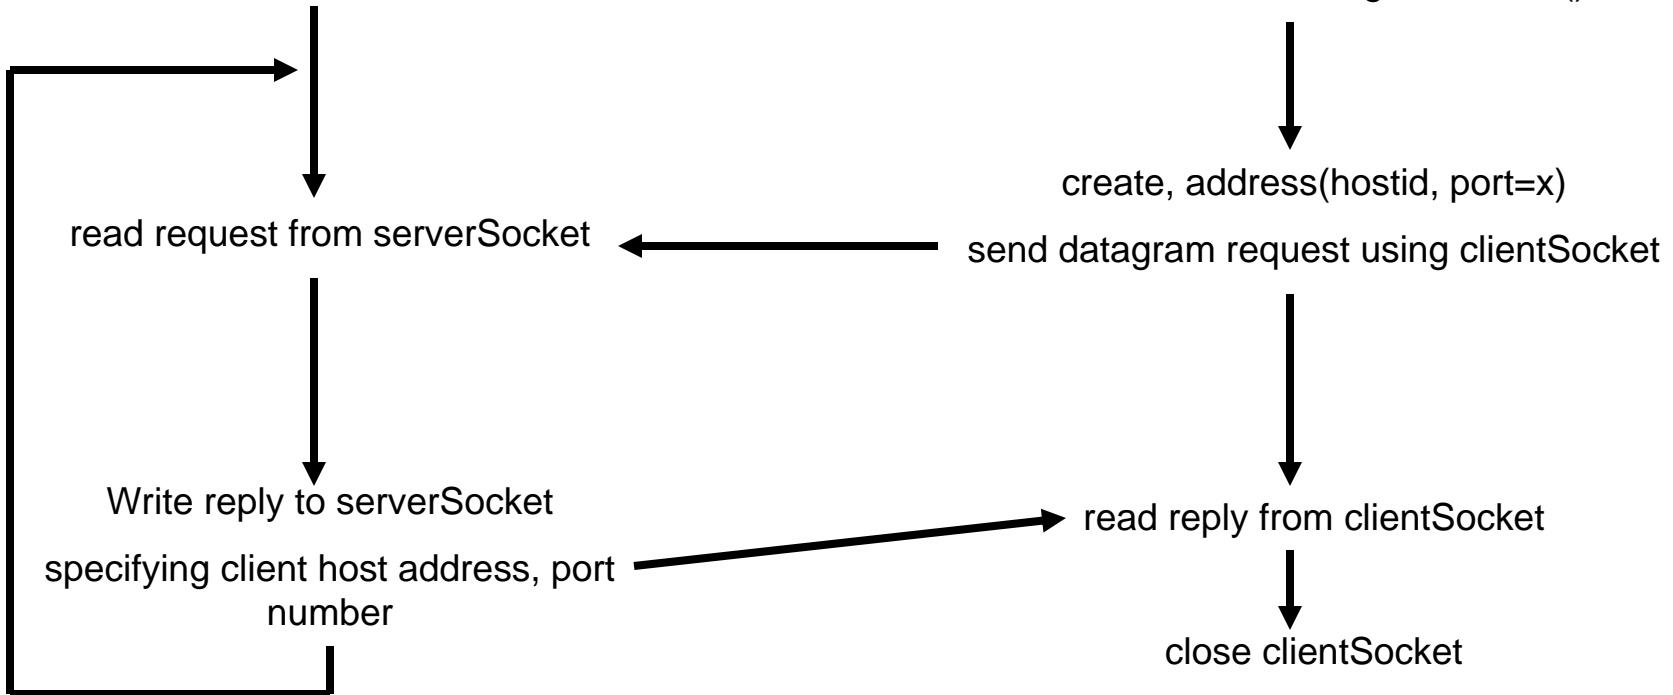 create, address(hostid, port=x)
read request from serverSocket
send datagram request using clientSocket
Write reply to serverSocket
specifying client host address, port
number
read reply from clientSocket
close clientSocket